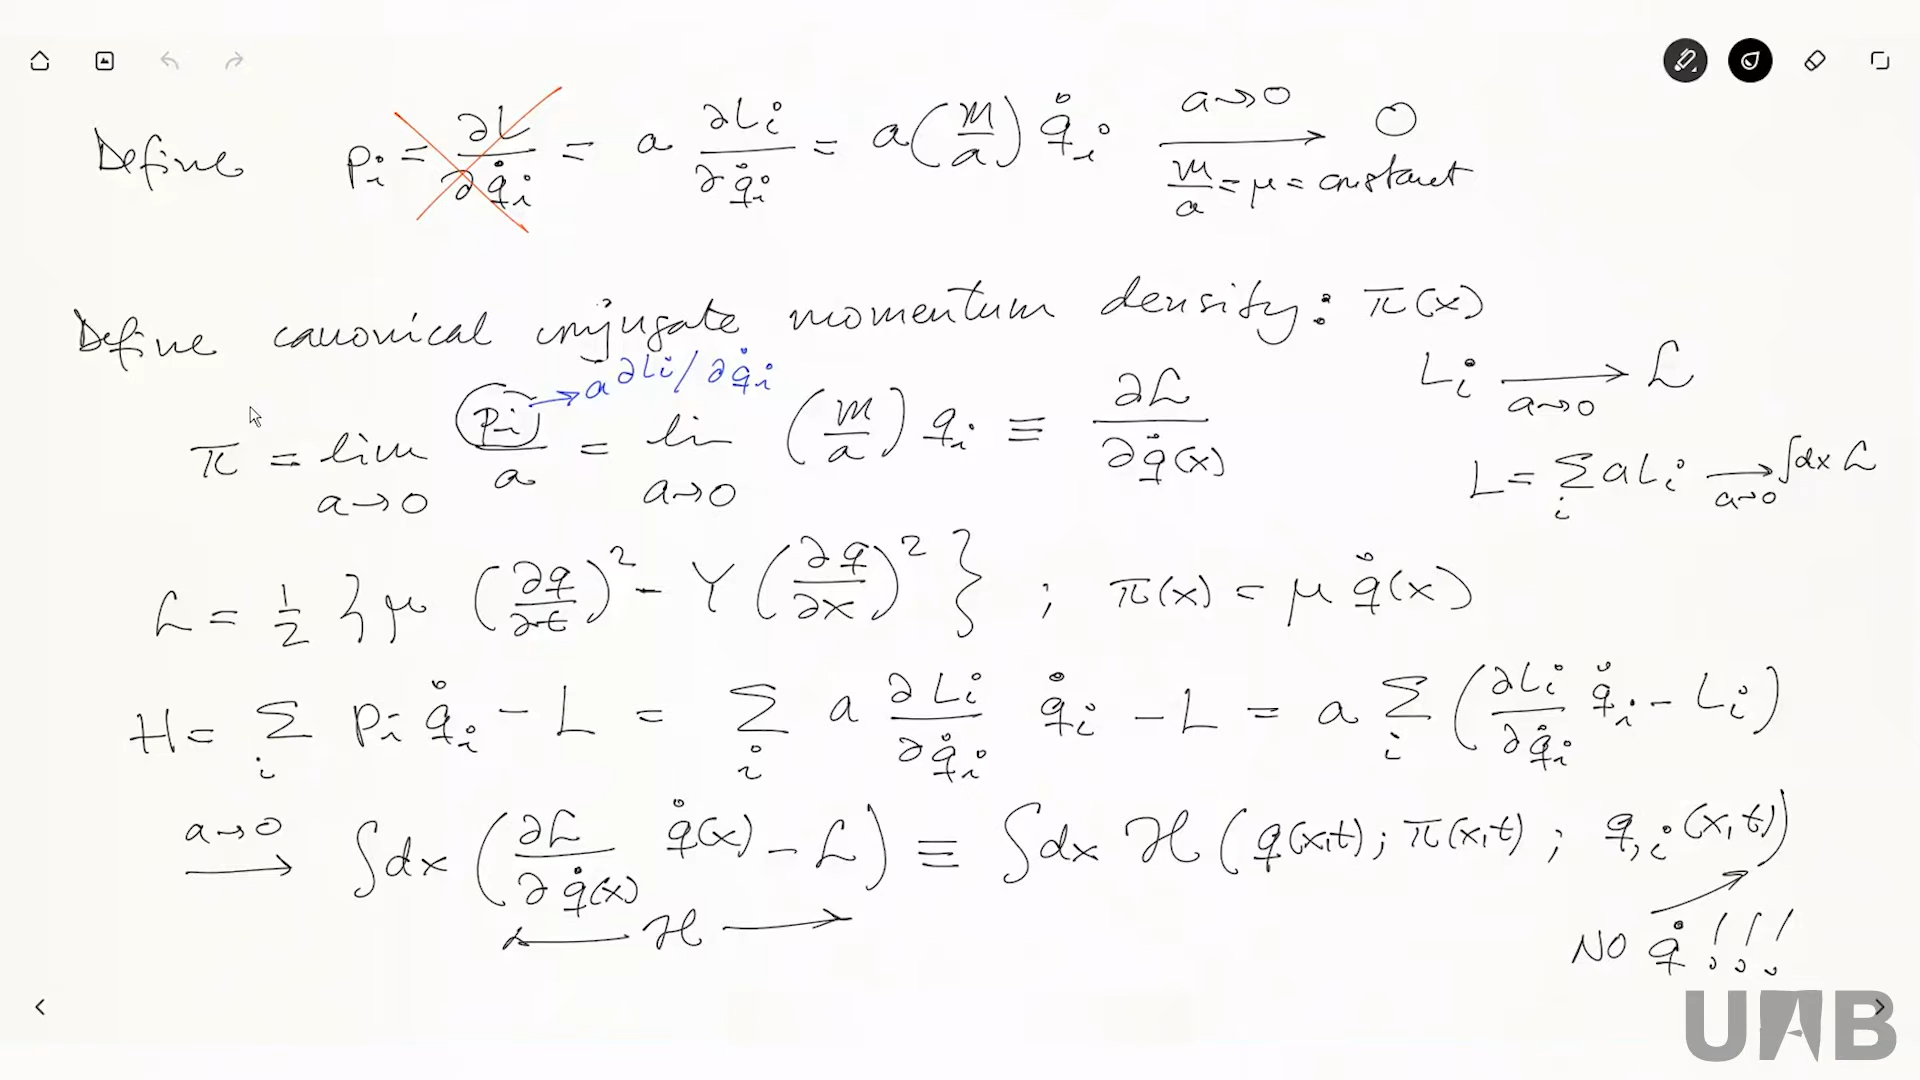 Define p_i = ∂L/∂q̇_i = a ∂L_i/∂q̇_i = a(m/a) q̇_i →(a→0, m/a = μ = constant) 0
Define canonical conjugate momentum density: π(x)
→ a ∂L_i/∂q̇_i
π = lim_{a→0} p_i/a = lim_{a→0} (m/a) q_i ≡ ∂ℒ/∂q̇(x)
L_i →(a→0) ℒ
L = Σ_i a L_i →(a→0) ∫dx ℒ
ℒ = 1/2 { μ (∂q/∂t)² - Y (∂q/∂x)² } ; π(x) = μ q̇(x)
H = Σ_i p_i q̇_i - L = Σ_i a ∂L_i/∂q̇_i q̇_i - L = a Σ_i (∂L_i/∂q̇_i q̇_i - L_i)
→(a→0) ∫dx (∂ℒ/∂q̇(x) q̇(x) - ℒ) ≡ ∫dx ℋ (q(x,t); π(x,t); q,_i(x,t))
← ℋ →
NO q̇ !!!
UAB